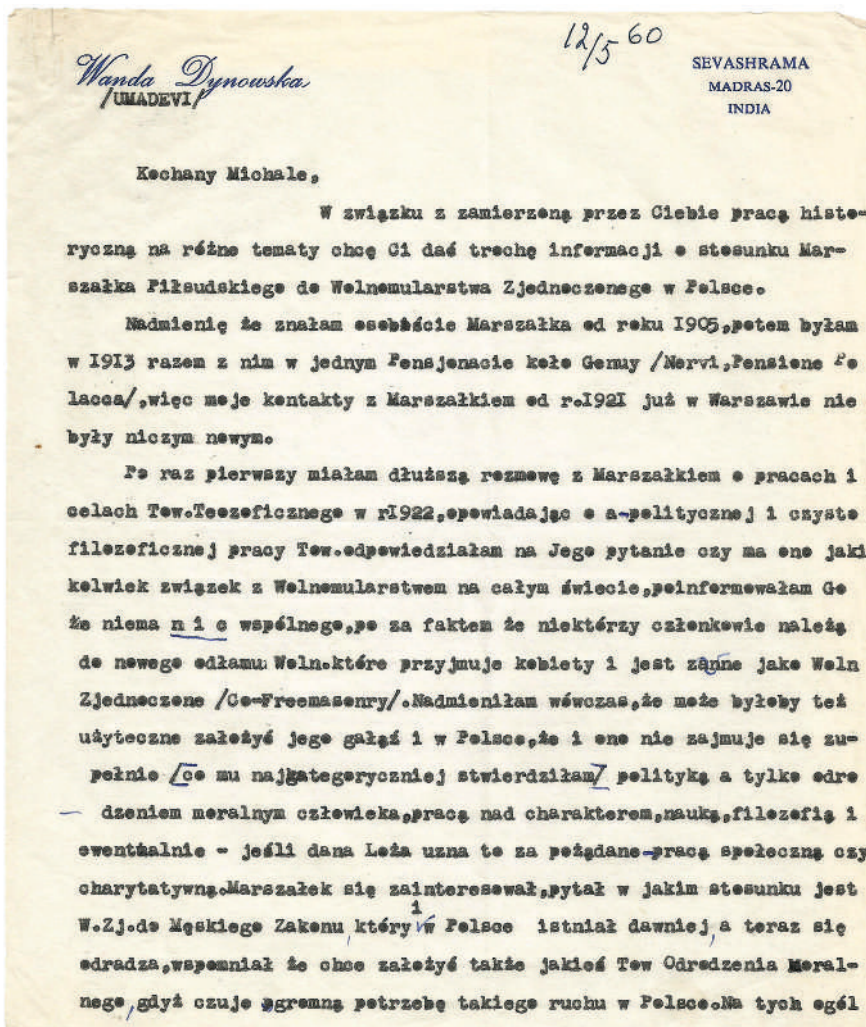 12/5 60
Wanda Dynowska
/UMADEVI/
SEVASHRAMA
MADRAS-20
INDIA
Kochany Michale,
W związku z zamierzoną przez Ciebie pracą histo-
ryczną na różne tematy chcę Ci dać trochę informacji o stosunku Mar-
szałka Piłsudskiego do Wolnomularstwa Zjednoczonego w Polsce.
Nadmienię że znałam osobiście Marszałka od roku 1905,potem byłam
w 1913 razem z nim w jednym Pensjonacie koło Genuy /Nervi,Pensione Po
lacca/,więc moje kontakty z Marszałkiem od r.1921 już w Warszawie nie
były niczym nowym.
Po raz pierwszy miałam dłuższą rozmowę z Marszałkiem o pracach i
celach Tow.Teozoficznego w r1922,opowiadając o a-politycznej i czysto
filozoficznej pracy Tow.odpowiedziałam na Jego pytanie czy ma ono jaki
kolwiek związek z Wolnomularstwem na całym świecie,poinformowałam Go
że niema n i c wspólnego,po za faktem że niektórzy członkowie należą
do nowego odłamu Woln.które przyjmuje kobiety i jest znane jako Woln
Zjednoczone /Co-Freemasonry/.Nadmieniłam wówczas,że może byłoby też
użyteczne założyć jego gałąź i w Polsce,że i ono nie zajmuje się zu-
pełnie /co mu najkategoryczniej stwierdziłam/ polityką a tylko odro
- dzeniem moralnym człowieka,pracą nad charakterem,nauką,filozofią i
ewentualnie - jeśli dana Loża uzna to za pożądane-pracą społeczną czy
charytatywną.Marszałek się zainteresował,pytał w jakim stosunku jest
W.Zj.do Męskiego Zakonu,który i w Polsce istniał dawniej,a teraz się
odradza,wspomniał że chce założyć także jakieś Tow Odrodzenia Moral-
nego,gdyż czuje ogromną potrzebę takiego ruchu w Polsce.Na tych ogól